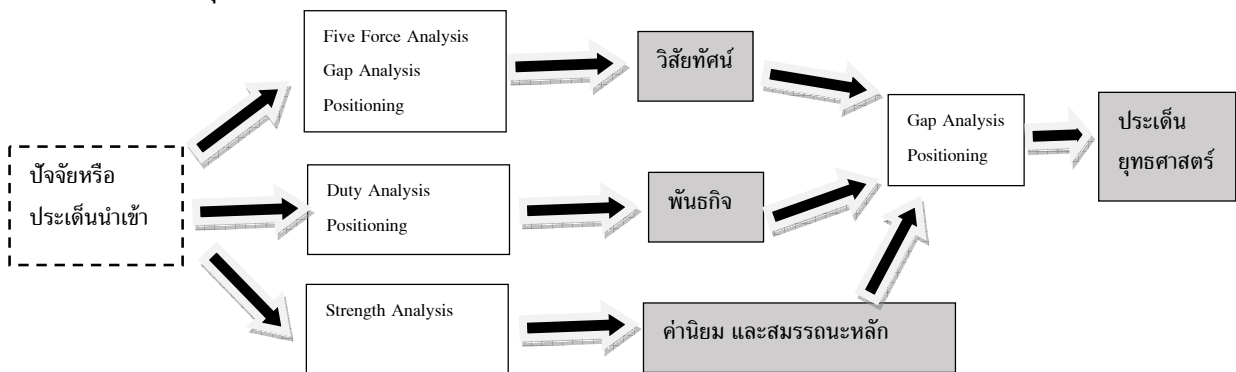 Five Force Analysis
Gap Analysis
Positioning
วิสัยทัศน์
Gap Analysis
Positioning
ประเด็น
ยุทธศาสตร์
ปัจจัยหรือ
ประเด็นนำเข้า
Duty Analysis
Positioning
พันธกิจ
Strength Analysis
ค่านิยม และสมรรถนะหลัก